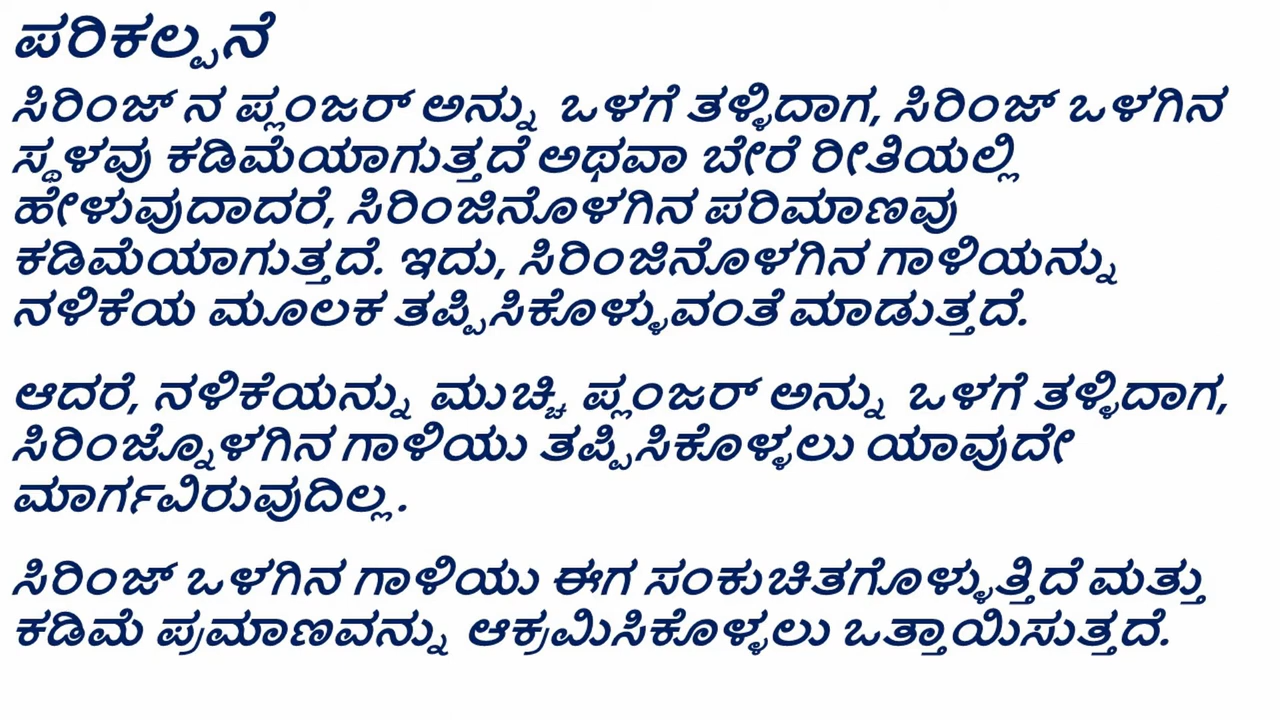 ಪರಿಕಲ್ಪನೆ
ಸಿರಿಂಜ್ ನ ಪ್ಲಂಜರ್ ಅನ್ನು ಒಳಗೆ ತಳ್ಳಿದಾಗ, ಸಿರಿಂಜ್ ಒಳಗಿನ
ಸ್ಥಳವು ಕಡಿಮೆಯಾಗುತ್ತದೆ ಅಥವಾ ಬೇರೆ ರೀತಿಯಲ್ಲಿ
ಹೇಳುವುದಾದರೆ, ಸಿರಿಂಜಿನೊಳಗಿನ ಪರಿಮಾಣವು
ಕಡಿಮೆಯಾಗುತ್ತದೆ. ಇದು, ಸಿರಿಂಜಿನೊಳಗಿನ ಗಾಳಿಯನ್ನು
ನಳಿಕೆಯ ಮೂಲಕ ತಪ್ಪಿಸಿಕೊಳ್ಳುವಂತೆ ಮಾಡುತ್ತದೆ.
ಆದರೆ, ನಳಿಕೆಯನ್ನು ಮುಚ್ಚಿ ಪ್ಲಂಜರ್ ಅನ್ನು ಒಳಗೆ ತಳ್ಳಿದಾಗ,
ಸಿರಿಂಜ್ನೊಳಗಿನ ಗಾಳಿಯು ತಪ್ಪಿಸಿಕೊಳ್ಳಲು ಯಾವುದೇ
ಮಾರ್ಗವಿರುವುದಿಲ್ಲ.
ಸಿರಿಂಜ್ ಒಳಗಿನ ಗಾಳಿಯು ಈಗ ಸಂಕುಚಿತಗೊಳ್ಳುತ್ತಿದೆ ಮತ್ತು
ಕಡಿಮೆ ಪ್ರಮಾಣವನ್ನು ಆಕ್ರಮಿಸಿಕೊಳ್ಳಲು ಒತ್ತಾಯಿಸುತ್ತದೆ.